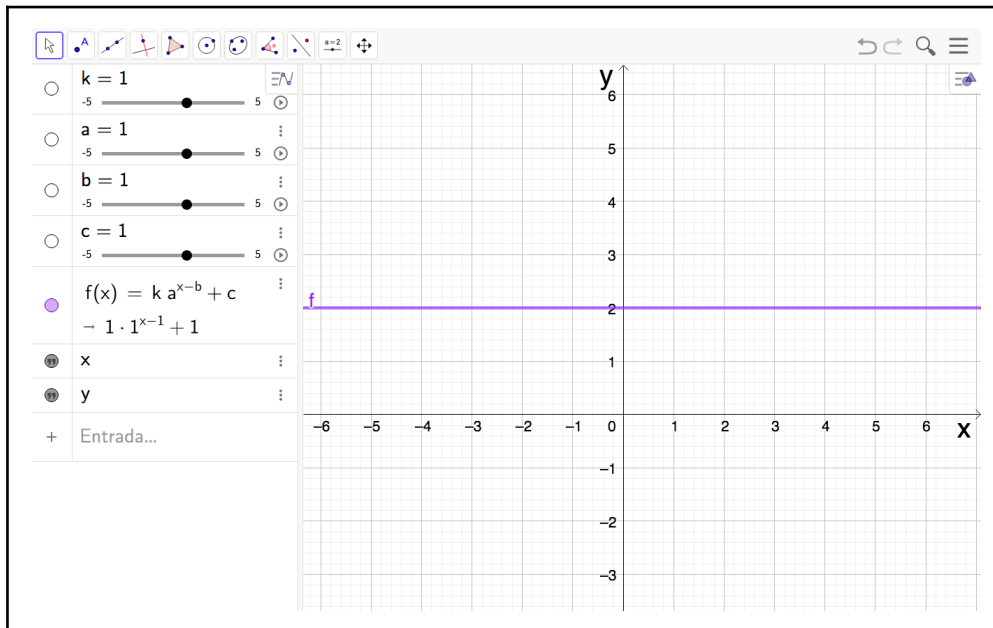 A
α
a=2
k = 1
-5 5
a = 1
-5 5
b = 1
-5 5
c = 1
-5 5
f(x) = k a^{x−b} + c
→ 1 · 1^{x−1} + 1
x
y
+ Entrada...
y
6
5
4
3
f
2
1
−6 −5 −4 −3 −2 −1 0 1 2 3 4 5 6 x
−1
−2
−3